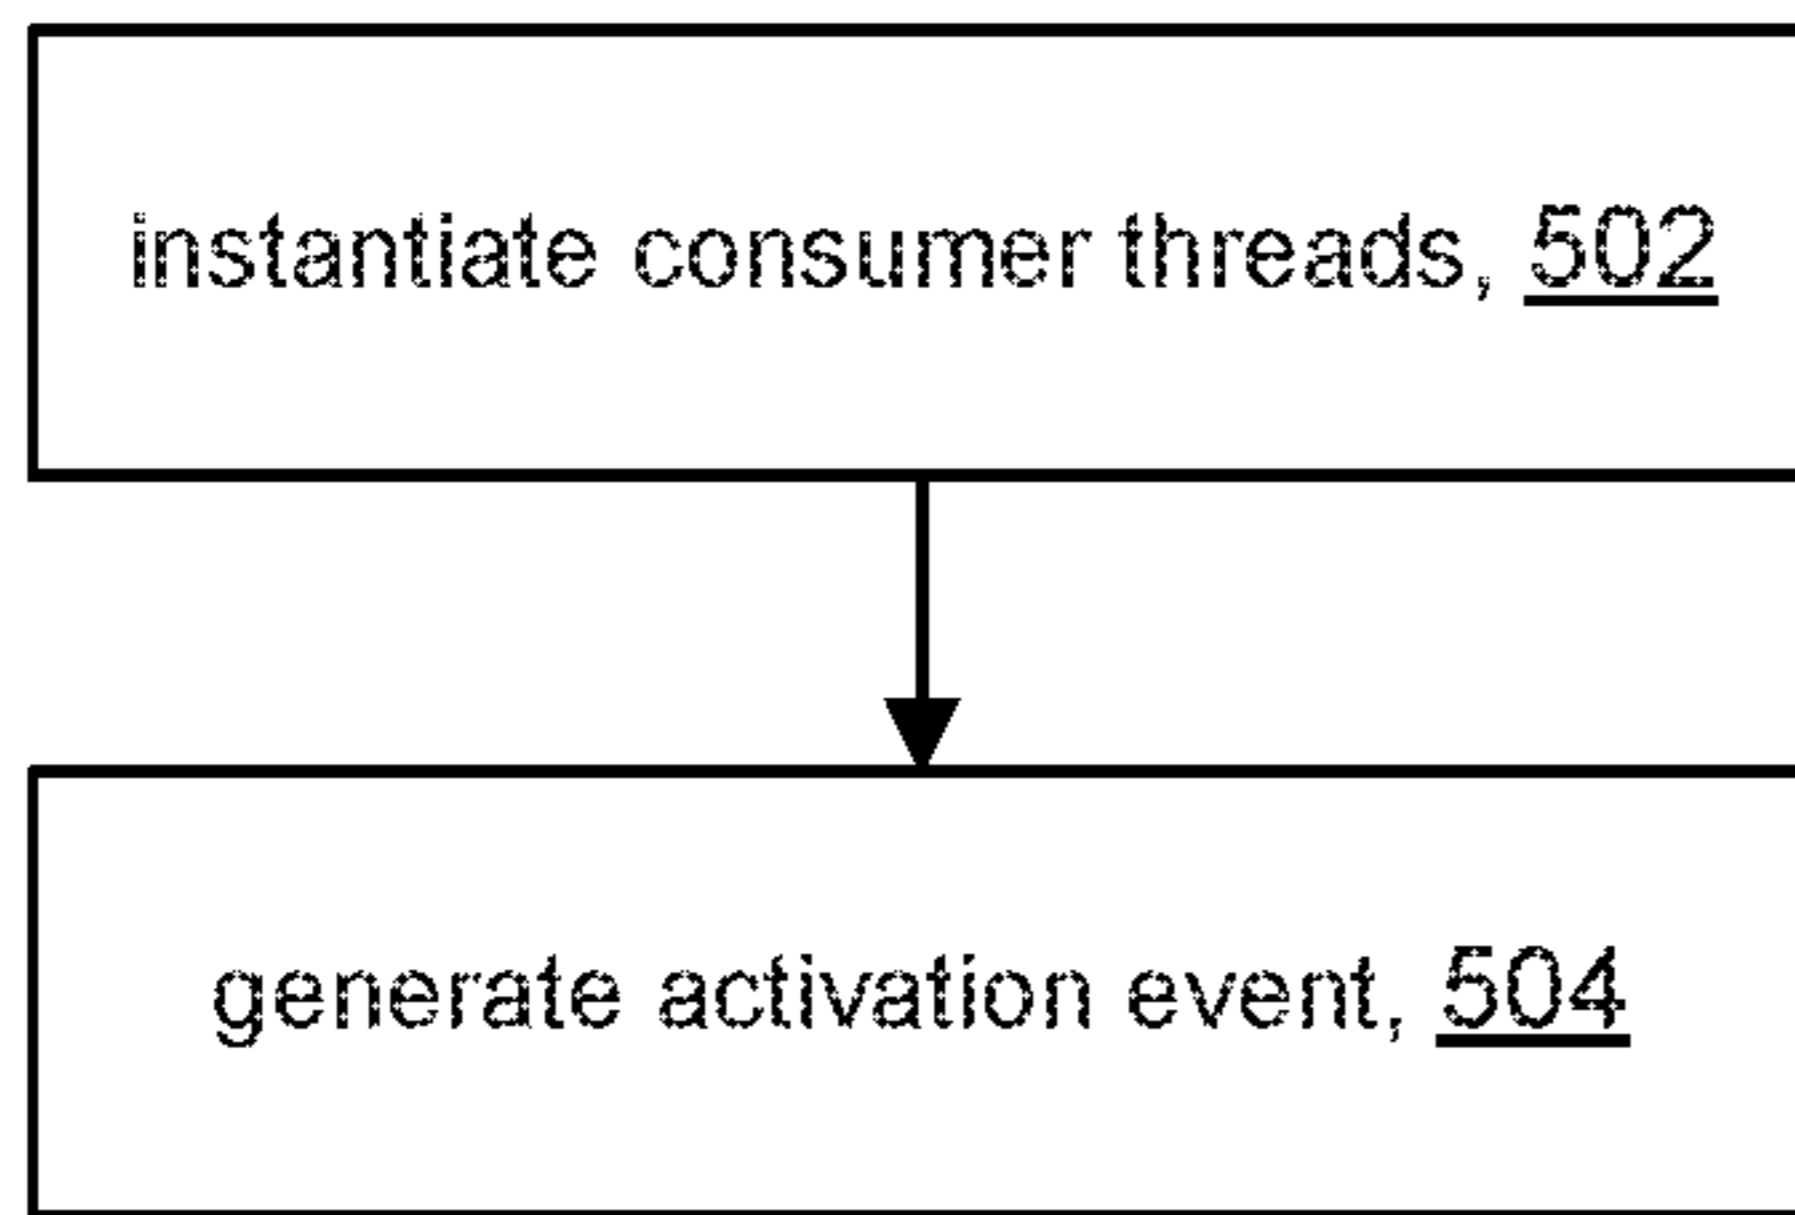 instantiate consumer threads, 502
generate activation event, 504